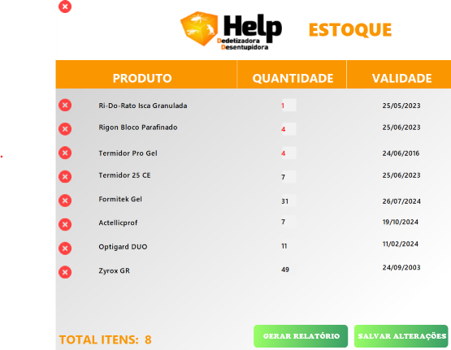 Help ESTOQUE
Dedetizadora
Desentupidora
PRODUTO QUANTIDADE VALIDADE
Ri-Do-Rato Isca Granulada 1 25/05/2023
Rigon Bloco Parafinado 4 25/06/2023
Termidor Pro Gel 4 24/06/2016
Termidor 25 CE 7 25/06/2023
Formitek Gel 31 26/07/2024
Actellicprof 7 19/10/2024
Optigard DUO 11 11/02/2024
Zyrox GR 49 24/09/2003
TOTAL ITENS: 8 GERAR RELATÓRIO SALVAR ALTERAÇÕES